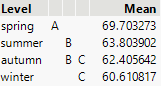 Level Mean
spring A 69.703273
summer B 63.803902
autumn B C 62.405642
winter C 60.610817